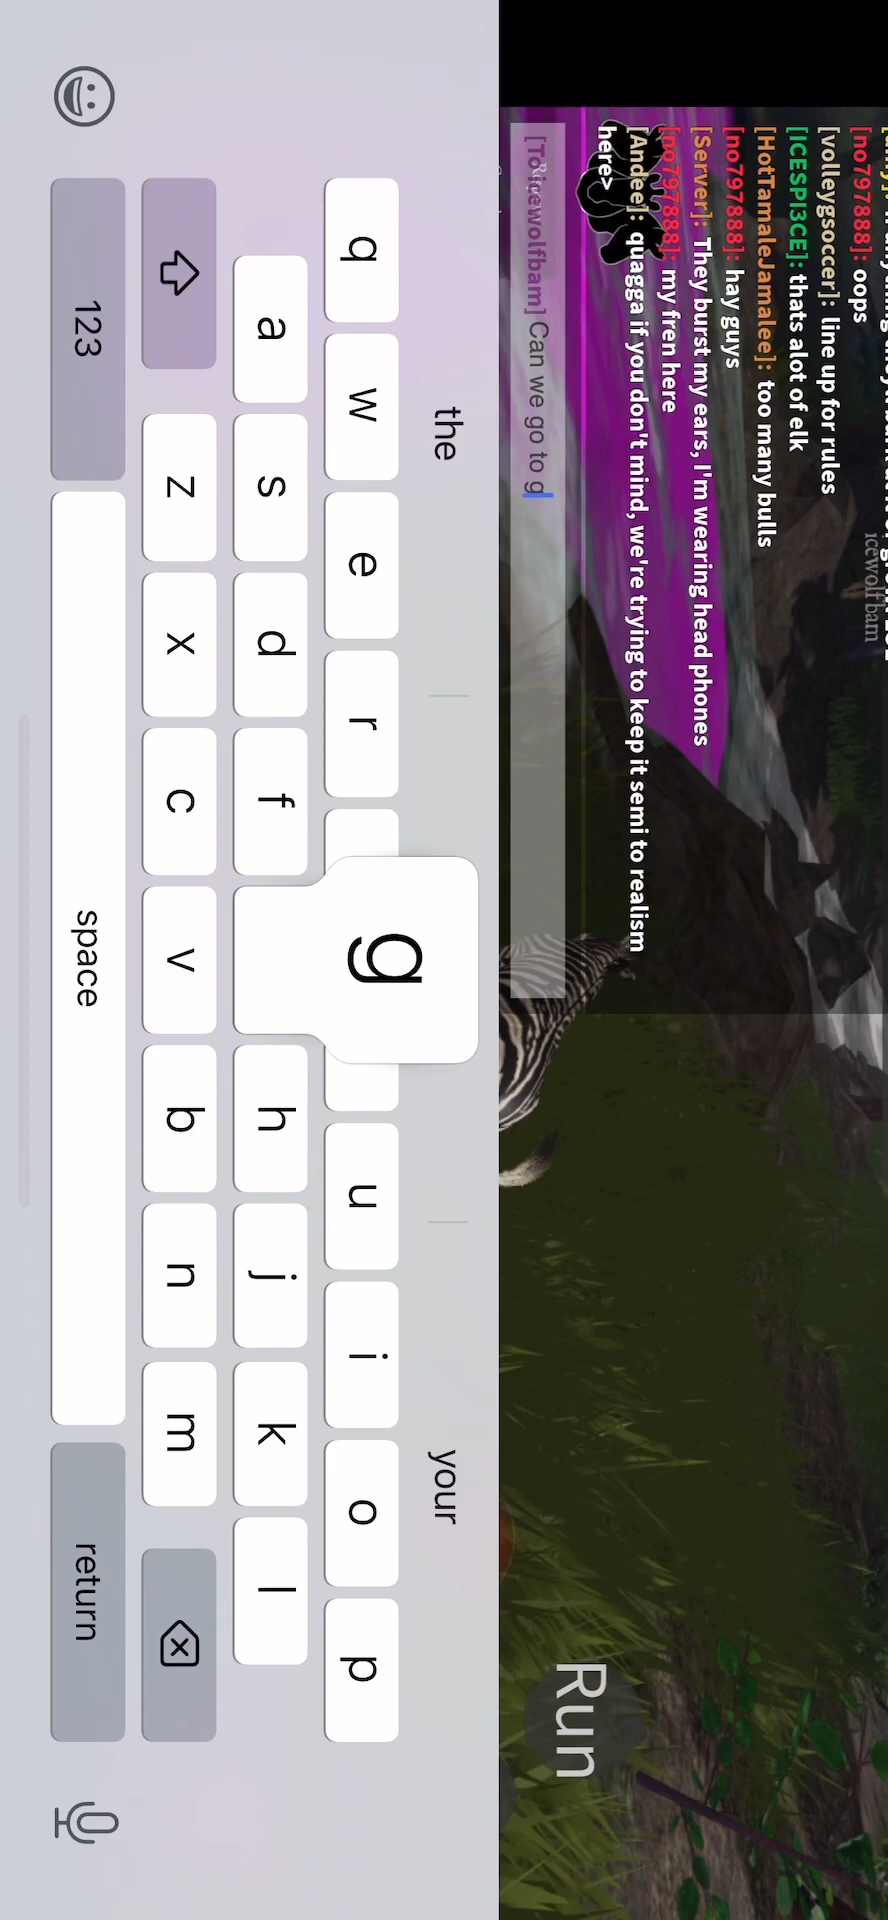 [no797888]: oops
[volleygsoccer]: line up for rules
[ICESPI3CE]: thats alot of elk
[HotTamaleJamalee]: too many bulls
[no797888]: hay guys
[Server]: They burst my ears, I'm wearing head phones
[no797888]: my fren here
[Andee]: quagga if you don't mind, we're trying to keep it semi to realism
here>
[To icewolfbam] Can we go to g
icewolfbam
Run
the
your
q w e r u i o p
a s d f g h j k l
z x c v b n m
123 space return